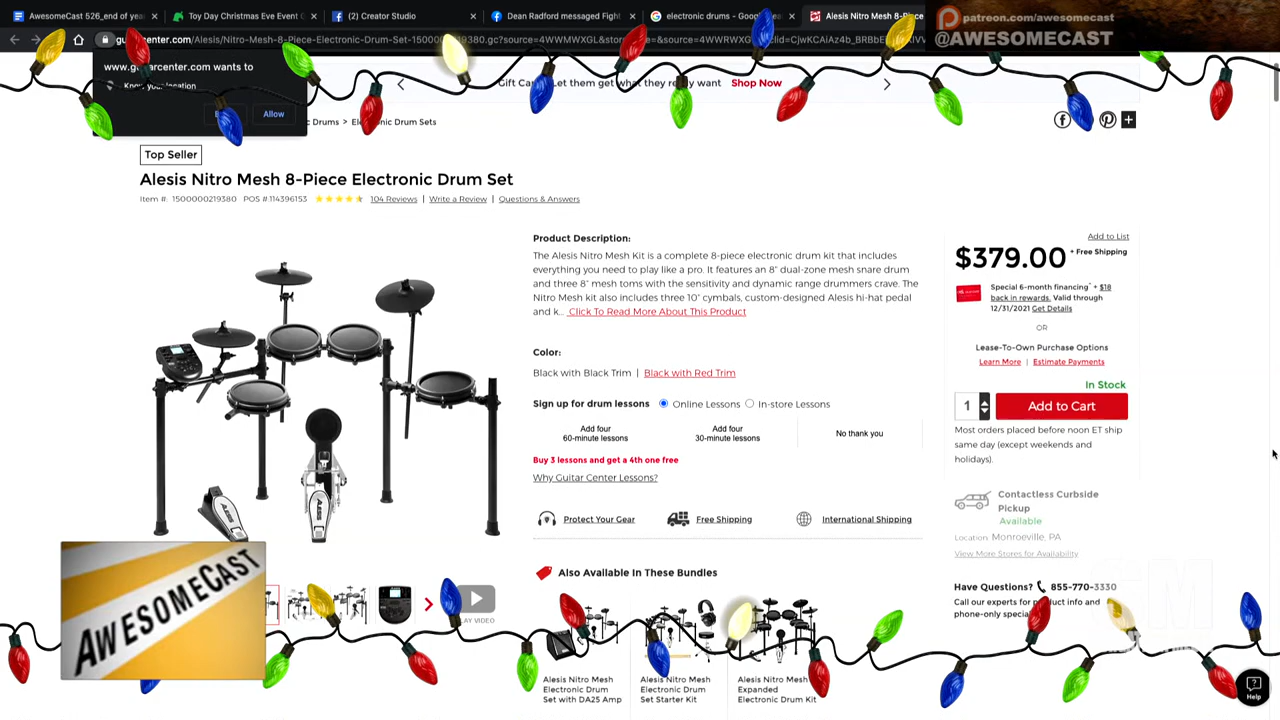 AwesomeCast 526_end of yea
Toy Day Christmas Eve Event
(2) Creator Studio
Dean Radford messaged Fight
electronic drums - Goog
Alesis Nitro Mesh 8-Piece
patreon.com/awesomecast
@AWESOMECAST
www.guitarcenter.com wants to
Know your location
Allow
Gift Car
let them get what they really want
Shop Now
Drums > Electronic Drum Sets
Top Seller
Alesis Nitro Mesh 8-Piece Electronic Drum Set
Item #: 1500000219380 POS #:114396153 104 Reviews | Write a Review | Questions & Answers
Product Description:
The Alesis Nitro Mesh Kit is a complete 8-piece electronic drum kit that includes
everything you need to play like a pro. It features an 8" dual-zone mesh snare drum
and three 8" mesh toms with the sensitivity and dynamic range drummers crave. The
Nitro Mesh kit also includes three 10" cymbals, custom-designed Alesis hi-hat pedal
and k... Click To Read More About This Product
Color:
Black with Black Trim | Black with Red Trim
Sign up for drum lessons Online Lessons In-store Lessons
Add four
60-minute lessons
Add four
30-minute lessons
No thank you
Buy 3 lessons and get a 4th one free
Why Guitar Center Lessons?
Protect Your Gear
Free Shipping
International Shipping
Also Available In These Bundles
Alesis Nitro Mesh
Electronic Drum
Set with DA25 Amp
Alesis Nitro Mesh
Electronic Drum
Set Starter Kit
Alesis Nitro Mesh
Expanded
Electronic Drum Kit
Add to List
$379.00 + Free Shipping
Special 6-month financing^ + $18
back in rewards. Valid through
12/31/2021 Get Details
OR
Lease-To-Own Purchase Options
Learn More | Estimate Payments
In Stock
1
Add to Cart
Most orders placed before noon ET ship
same day (except weekends and
holidays).
Contactless Curbside
Pickup
Available
Location: Monroeville, PA
View More Stores for Availability
Have Questions? 855-770-3330
Call our experts for product info and
phone-only specia
Help
PLAY VIDEO
ALESIS
ALESIS
AWESOMECAST